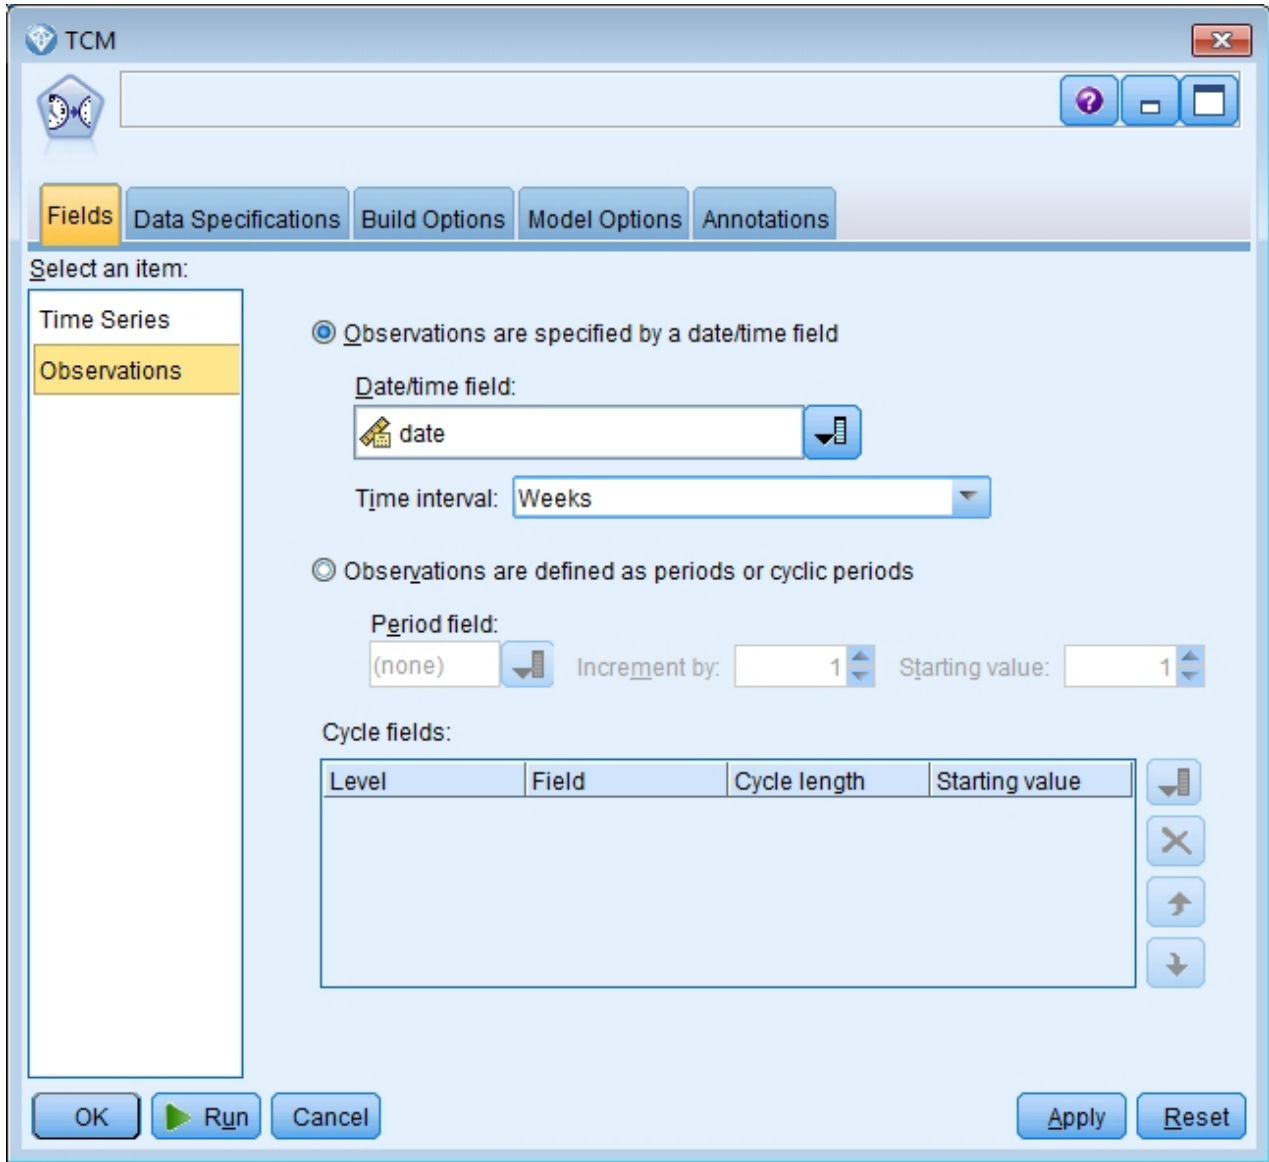 TCM
Fields Data Specifications Build Options Model Options Annotations
Select an item:
Time Series
Observations
Observations are specified by a date/time field
Date/time field:
date
Time interval: Weeks
Observations are defined as periods or cyclic periods
Period field:
(none) Increment by: 1 Starting value: 1
Cycle fields:
Level Field Cycle length Starting value
OK Run Cancel Apply Reset